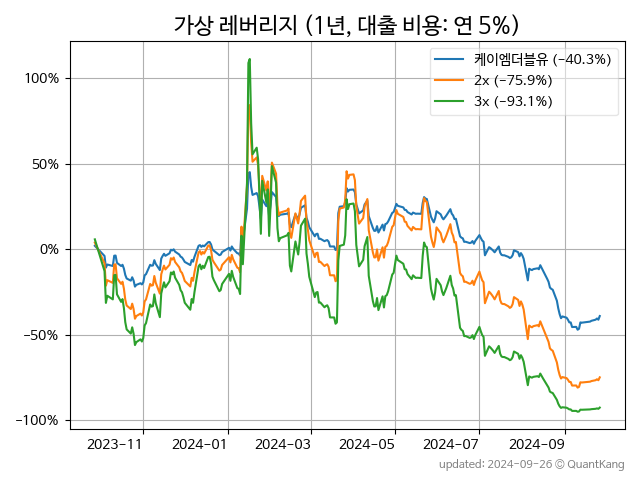 가상 레버리지 (1년, 대출 비용: 연 5%)
케이엠더블유 (−40.3%)
2x (−75.9%)
3x (−93.1%)
100%
50%
0%
−50%
−100%
2023−11 2024−01 2024−03 2024−05 2024−07 2024−09
updated: 2024−09−26 © QuantKang